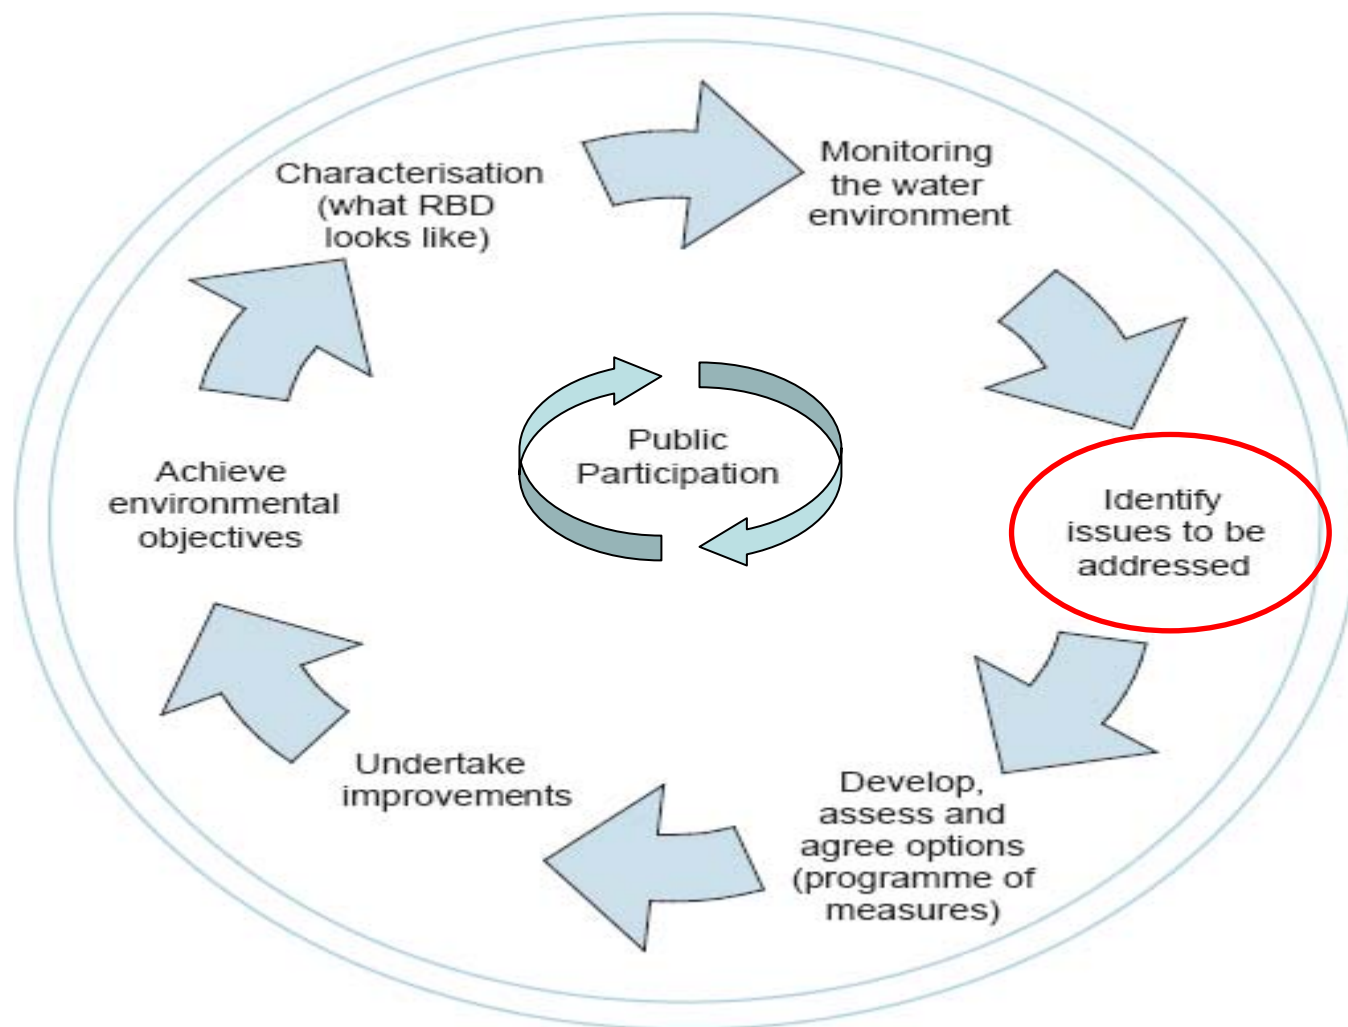 Characterisation
(what RBD
looks like)
Monitoring
the water
environment
Public
Participation
Achieve
environmental
objectives
Identify
issues to be
addressed
Undertake
improvements
Develop,
assess and
agree options
(programme of
measures)